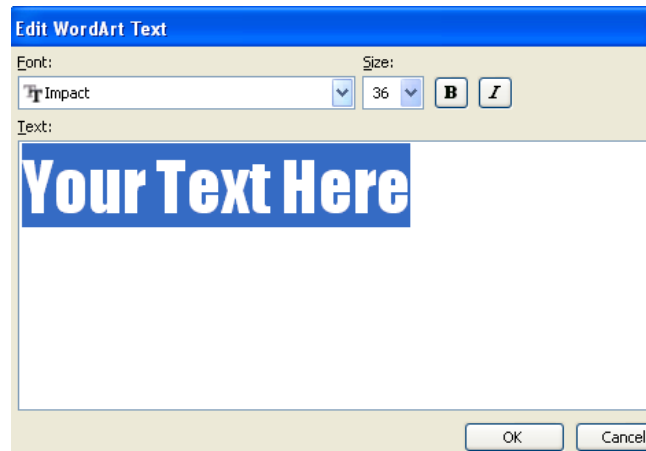 Edit WordArt Text
Font:
Size:
Impact
36
B
I
Text:
Your Text Here
OK
Cancel